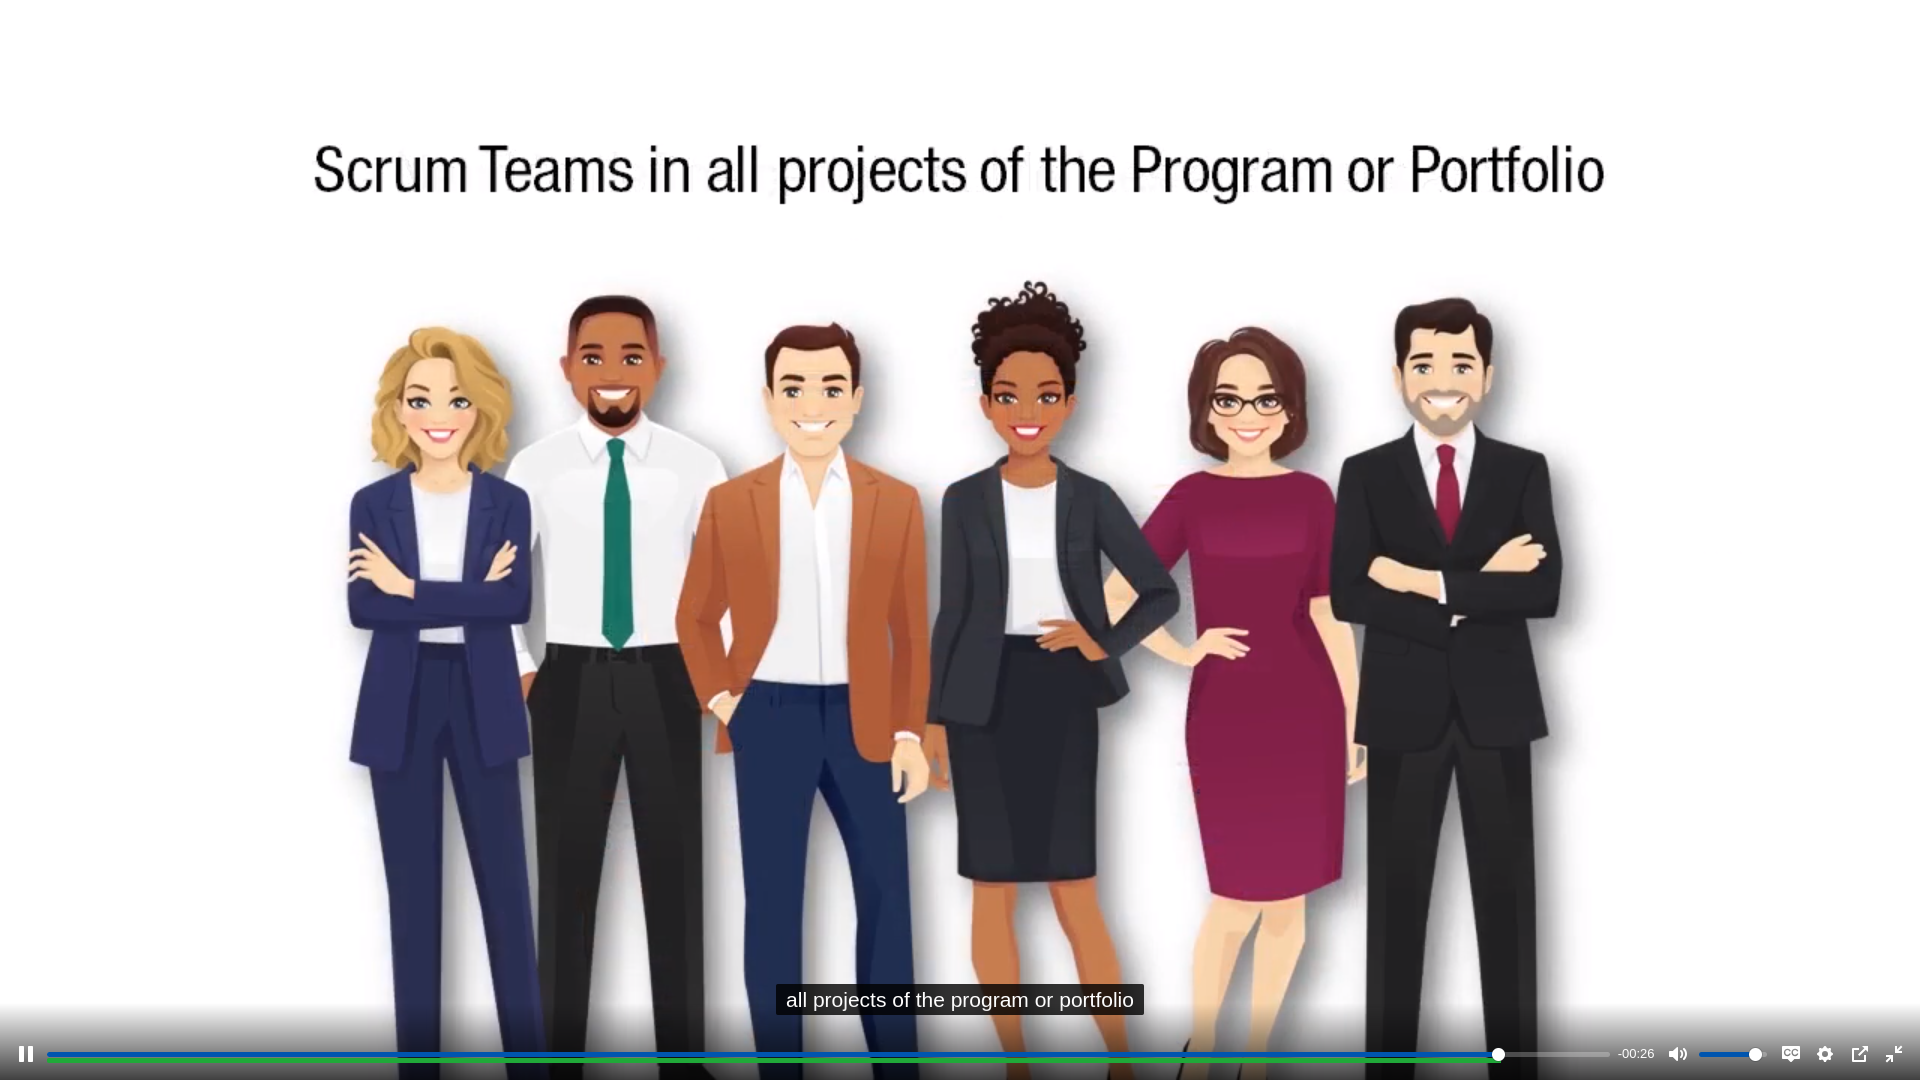 Scrum Teams in all projects of the Program or Portfolio
all projects of the program or portfolio
-00:26
CC